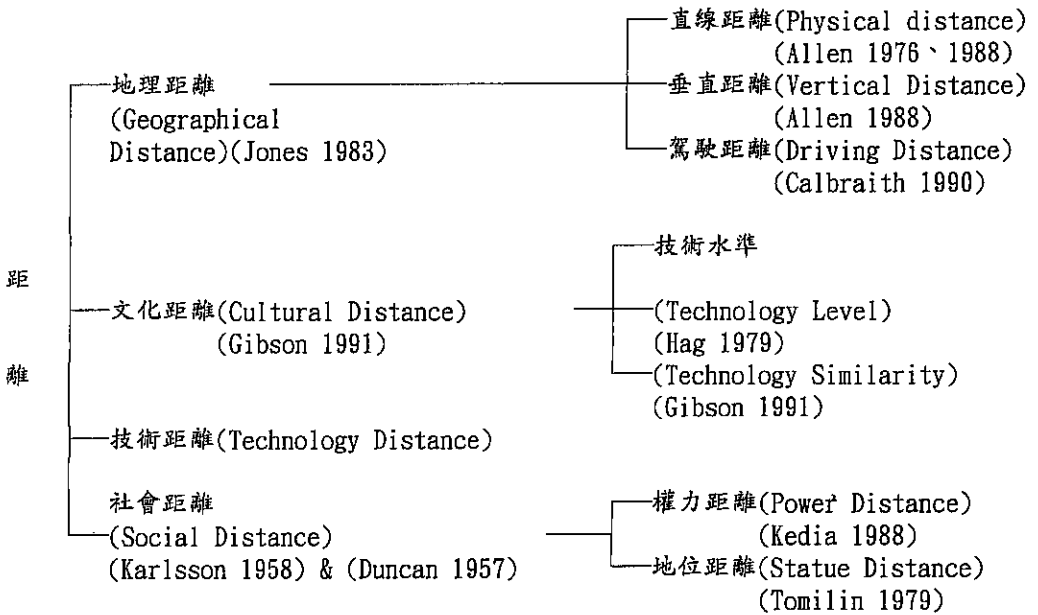 距
離
地理距離
(Geographical
Distance)(Jones 1983)
直線距離(Physical distance)
(Allen 1976、1988)
垂直距離(Vertical Distance)
(Allen 1988)
駕駛距離(Driving Distance)
(Calbraith 1990)
文化距離(Cultural Distance)
(Gibson 1991)
技術水準
(Technology Level)
(Hag 1979)
(Technology Similarity)
(Gibson 1991)
技術距離(Technology Distance)
社會距離
(Social Distance)
(Karlsson 1958) & (Duncan 1957)
權力距離(Power Distance)
(Kedia 1988)
地位距離(Statue Distance)
(Tomilin 1979)